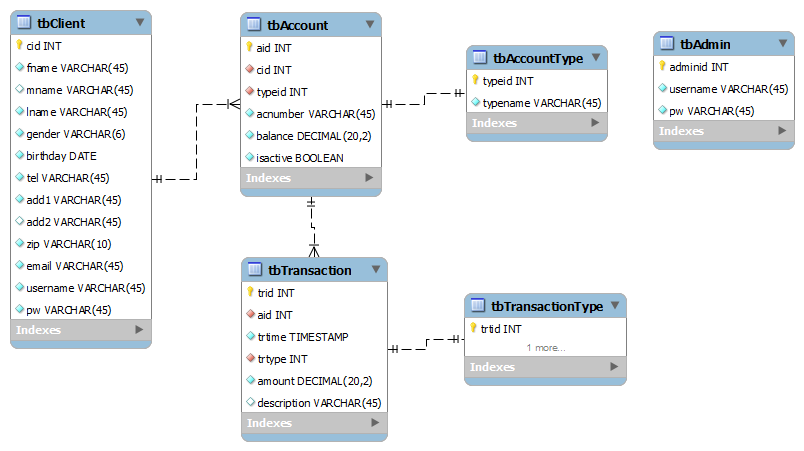 tbClient
cid INT
fname VARCHAR(45)
mname VARCHAR(45)
lname VARCHAR(45)
gender VARCHAR(6)
birthday DATE
tel VARCHAR(45)
add1 VARCHAR(45)
add2 VARCHAR(45)
zip VARCHAR(10)
email VARCHAR(45)
username VARCHAR(45)
pw VARCHAR(45)
Indexes
tbAccount
aid INT
cid INT
typeid INT
acnumber VARCHAR(45)
balance DECIMAL(20,2)
isactive BOOLEAN
Indexes
tbAccountType
typeid INT
typename VARCHAR(45)
Indexes
tbAdmin
adminid INT
username VARCHAR(45)
pw VARCHAR(45)
Indexes
tbTransaction
trid INT
aid INT
trtime TIMESTAMP
trtype INT
amount DECIMAL(20,2)
description VARCHAR(45)
Indexes
tbTransactionType
trtid INT
1 more...
Indexes